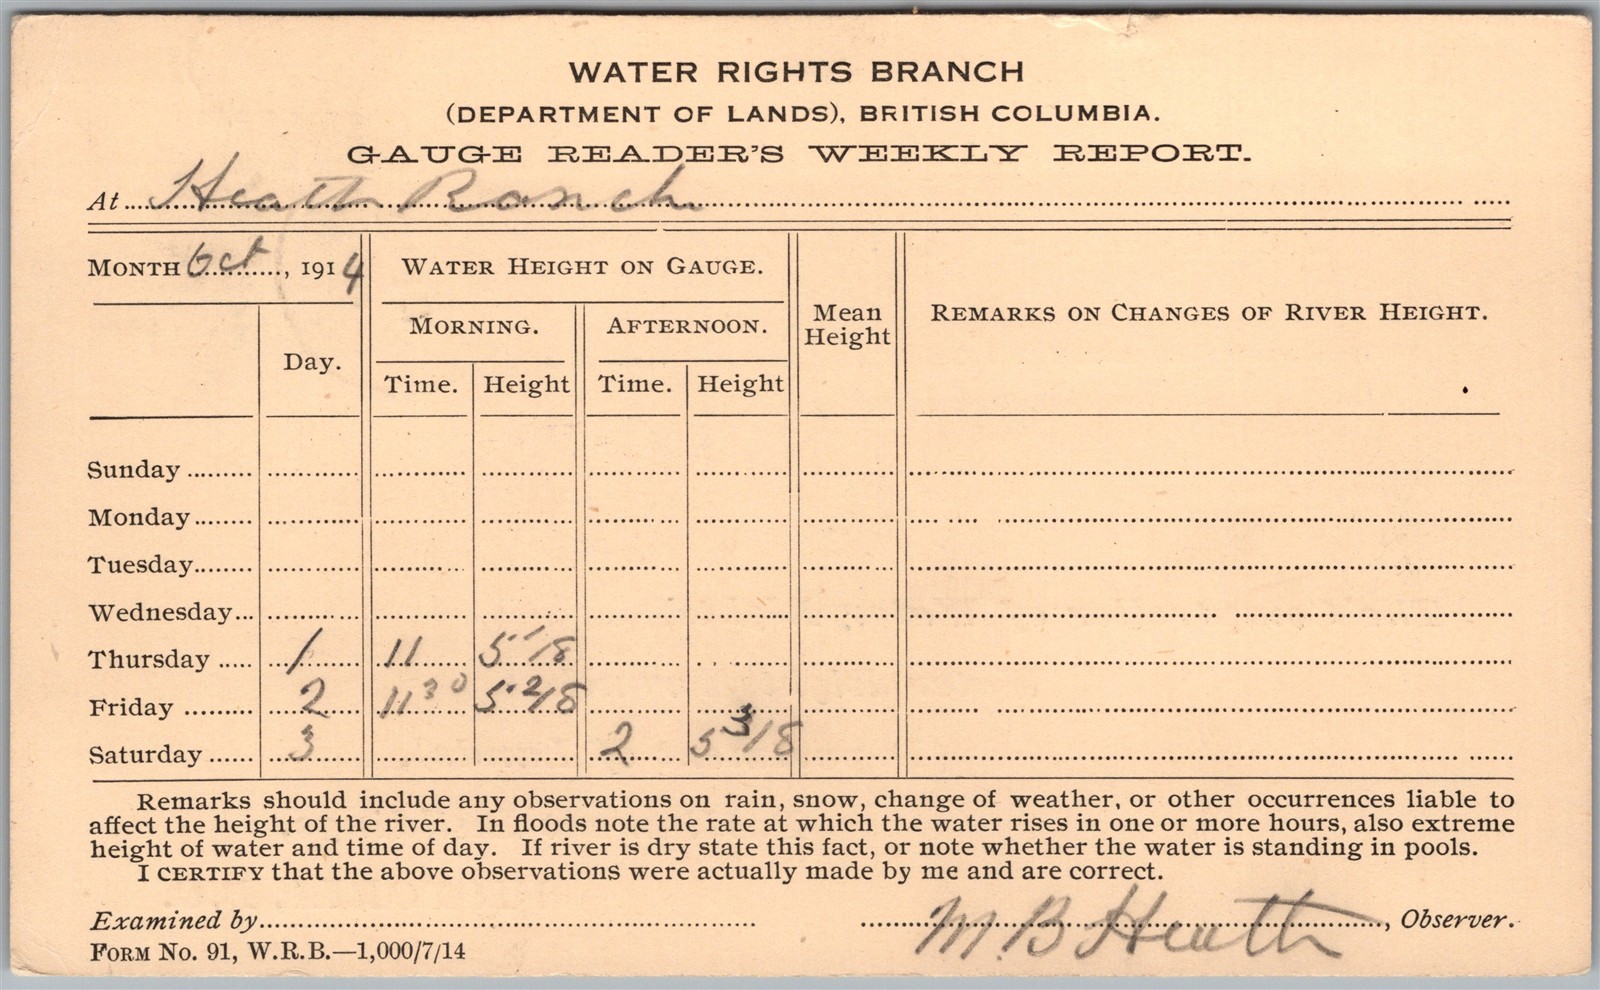 WATER RIGHTS BRANCH
(DEPARTMENT OF LANDS), BRITISH COLUMBIA.
GAUGE READER'S WEEKLY REPORT.
At Heath Ranch
MONTH Oct, 1914 WATER HEIGHT ON GAUGE. Mean Height REMARKS ON CHANGES OF RIVER HEIGHT.
MORNING. AFTERNOON.
Day. Time. Height Time. Height
Sunday
Monday
Tuesday
Wednesday
Thursday 1 11 5 1/8
Friday 2 11 30 5 2/8
Saturday 3 2 5 3/8
Remarks should include any observations on rain, snow, change of weather, or other occurrences liable to
affect the height of the river. In floods note the rate at which the water rises in one or more hours, also extreme
height of water and time of day. If river is dry state this fact, or note whether the water is standing in pools.
I CERTIFY that the above observations were actually made by me and are correct.
Examined by M. B Heath, Observer.
FORM No. 91, W.R.B.—1,000/7/14